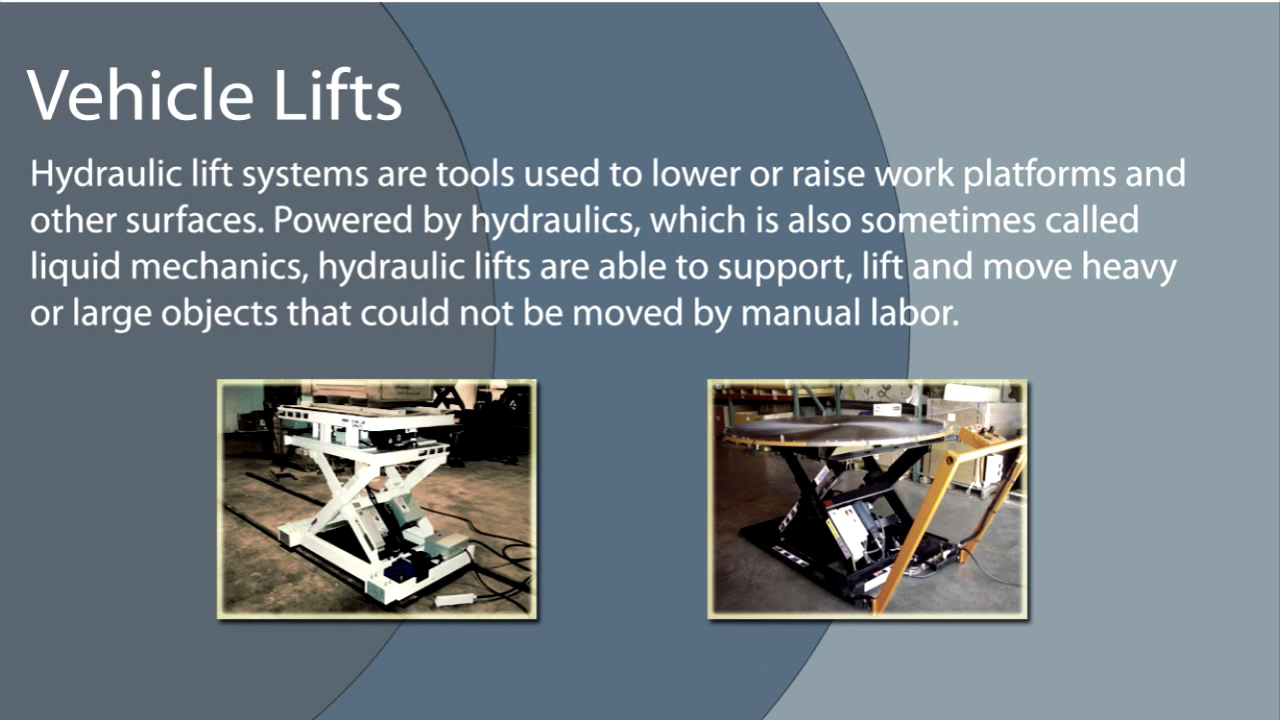 Vehicle Lifts
Hydraulic lift systems are tools used to lower or raise work platforms and
other surfaces. Powered by hydraulics, which is also sometimes called
liquid mechanics, hydraulic lifts are able to support, lift and move heavy
or large objects that could not be moved by manual labor.